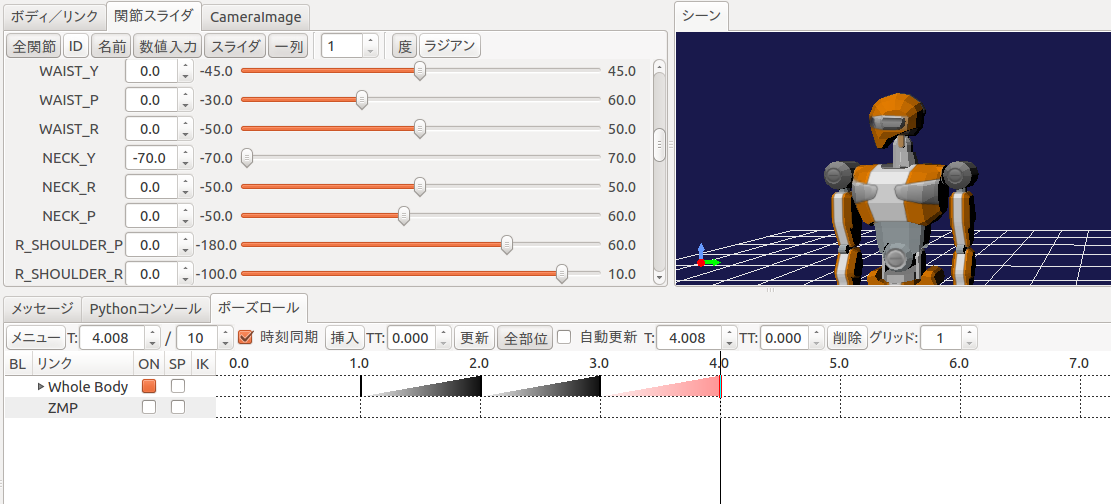 ボディ／リンク 関節スライダ CameraImage
全関節 ID 名前 数値入力 スライダ 一列 1 度 ラジアン
WAIST_Y 0.0 -45.0 45.0
WAIST_P 0.0 -30.0 60.0
WAIST_R 0.0 -50.0 50.0
NECK_Y -70.0 -70.0 70.0
NECK_R 0.0 -50.0 50.0
NECK_P 0.0 -50.0 60.0
R_SHOULDER_P 0.0 -180.0 60.0
R_SHOULDER_R 0.0 -100.0 10.0
シーン
メッセージ Pythonコンソール ポーズロール
メニュー T: 4.008 / 10 時刻同期 挿入 TT: 0.000 更新 全部位 自動更新 T: 4.008 TT: 0.000 削除 グリッド: 1
BL リンク ON SP IK 0.0 1.0 2.0 3.0 4.0 5.0 6.0 7.0
Whole Body
ZMP